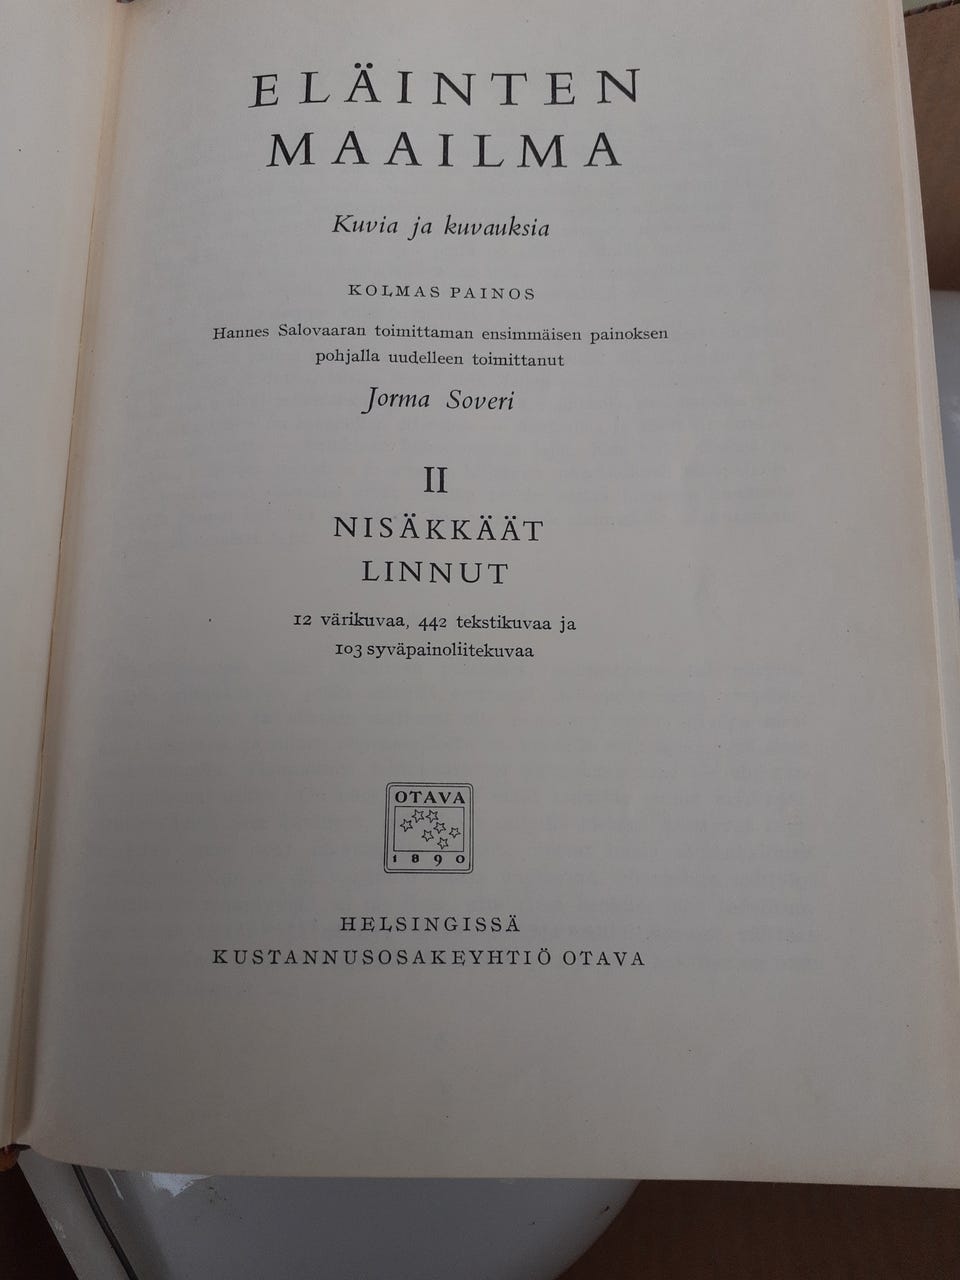 ELÄINTEN
MAAILMA
Kuvia ja kuvauksia
KOLMAS PAINOS
Hannes Salovaaran toimittaman ensimmäisen painoksen
pohjalla uudelleen toimittanut
Jorma Soveri
II
NISÄKKÄÄT
LINNUT
12 värikuvaa, 442 tekstikuvaa ja
103 syväpainoliitekuvaa
OTAVA
1890
HELSINGISSÄ
KUSTANNUSOSAKEYHTIÖ OTAVA